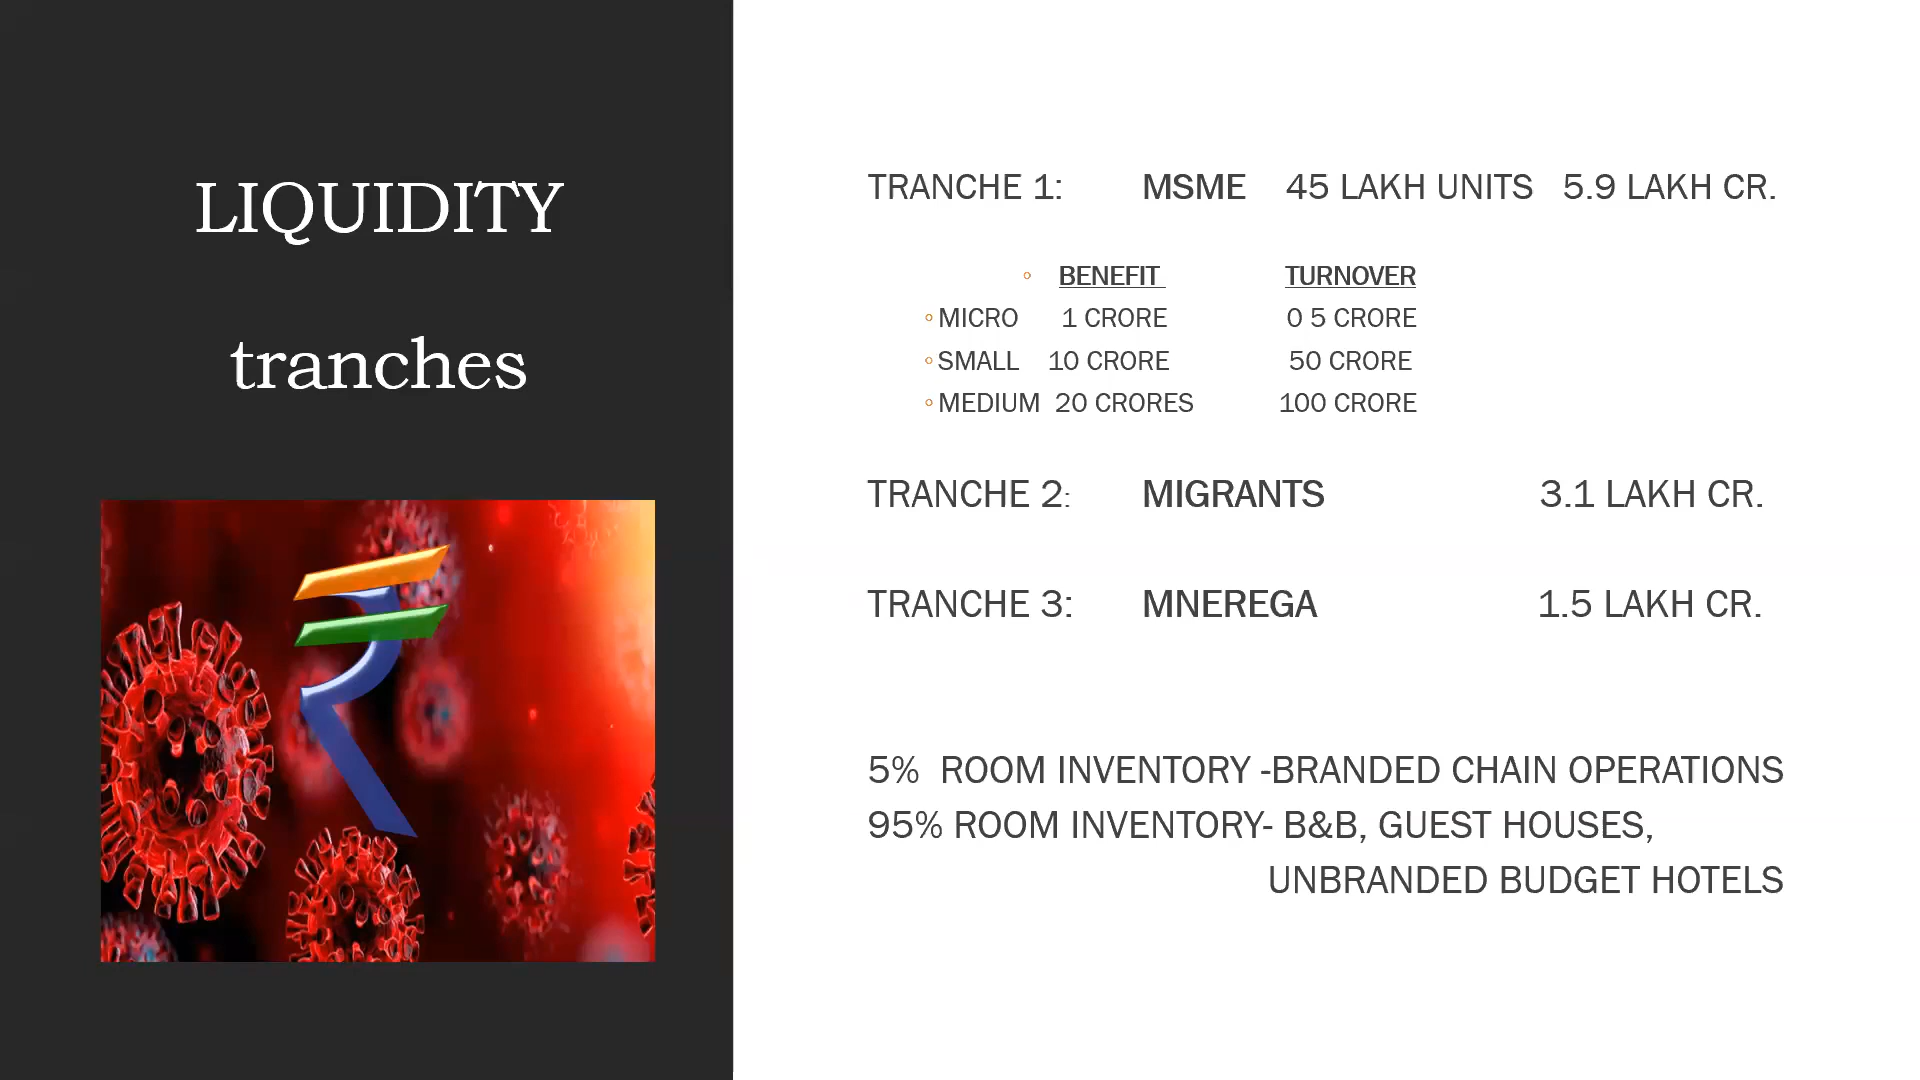 LIQUIDITY
tranches
TRANCHE 1: MSME 45 LAKH UNITS 5.9 LAKH CR.
BENEFIT TURNOVER
MICRO 1 CRORE 0 5 CRORE
SMALL 10 CRORE 50 CRORE
MEDIUM 20 CRORES 100 CRORE
TRANCHE 2: MIGRANTS 3.1 LAKH CR.
TRANCHE 3: MNEREGA 1.5 LAKH CR.
5% ROOM INVENTORY -BRANDED CHAIN OPERATIONS
95% ROOM INVENTORY- B&B, GUEST HOUSES,
UNBRANDED BUDGET HOTELS